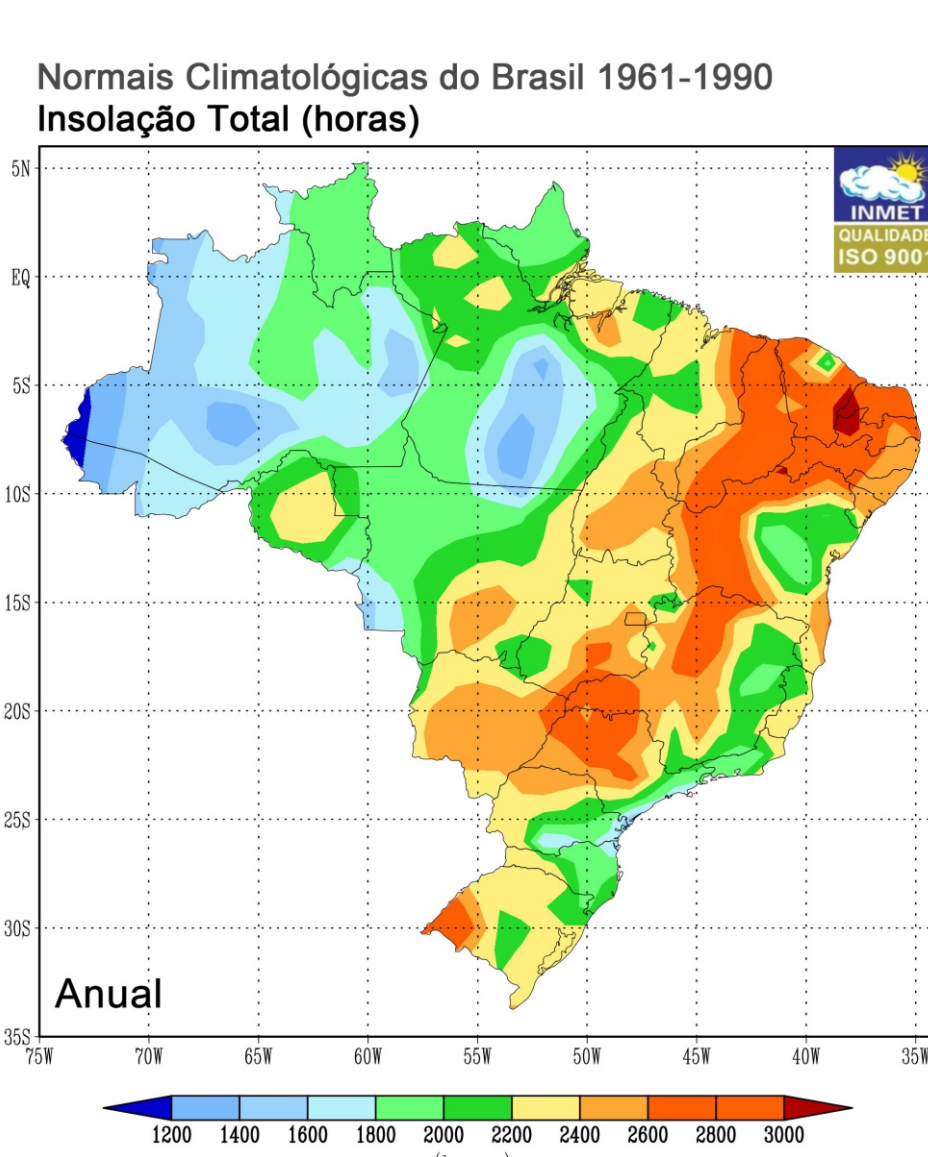 Normais Climatológicas do Brasil 1961-1990
Insolação Total (horas)
INMET
QUALIDADE
ISO 9001
5N
EQ
5S
10S
15S
20S
25S
30S
35S
Anual
75W 70W 65W 60W 55W 50W 45W 40W 35W
1200 1400 1600 1800 2000 2200 2400 2600 2800 3000